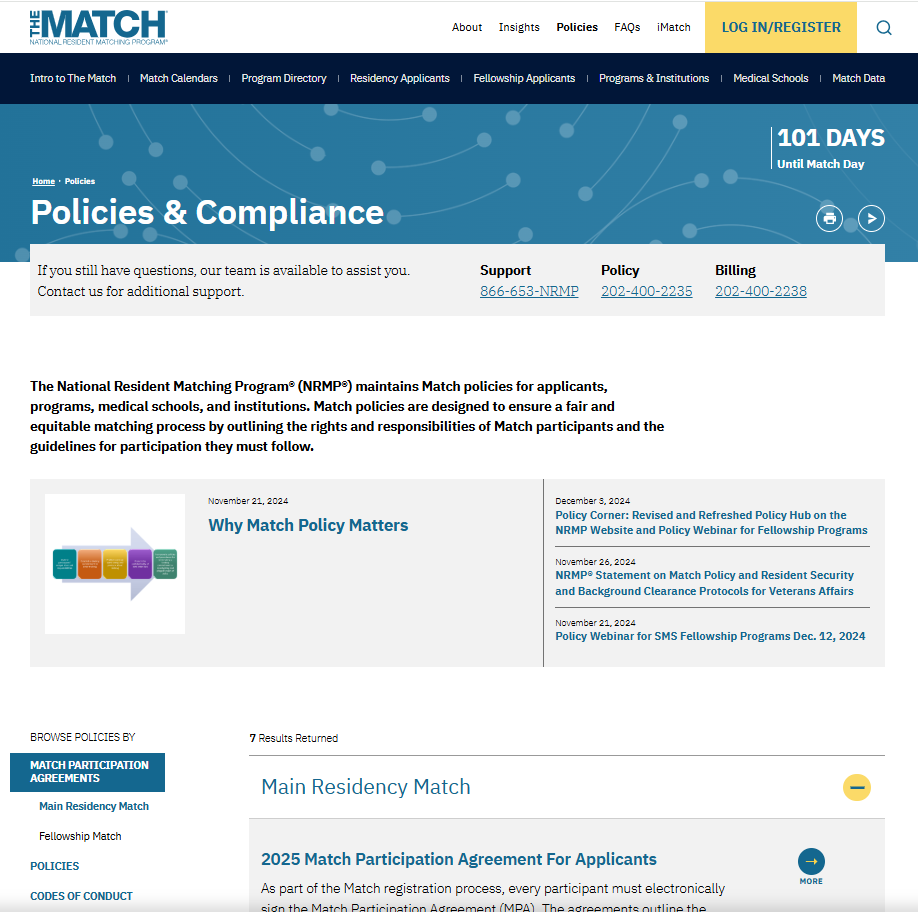 THE MATCH
NATIONAL RESIDENT MATCHING PROGRAM®
About Insights Policies FAQs iMatch LOG IN/REGISTER
Intro to The Match | Match Calendars | Program Directory | Residency Applicants | Fellowship Applicants | Programs & Institutions | Medical Schools | Match Data
101 DAYS
Until Match Day
Home · Policies
Policies & Compliance
If you still have questions, our team is available to assist you.
Contact us for additional support.
Support
866-653-NRMP
Policy
202-400-2235
Billing
202-400-2238
The National Resident Matching Program® (NRMP®) maintains Match policies for applicants,
programs, medical schools, and institutions. Match policies are designed to ensure a fair and
equitable matching process by outlining the rights and responsibilities of Match participants and the
guidelines for participation they must follow.
November 21, 2024
Why Match Policy Matters
December 3, 2024
Policy Corner: Revised and Refreshed Policy Hub on the
NRMP Website and Policy Webinar for Fellowship Programs
November 26, 2024
NRMP® Statement on Match Policy and Resident Security
and Background Clearance Protocols for Veterans Affairs
November 21, 2024
Policy Webinar for SMS Fellowship Programs Dec. 12, 2024
BROWSE POLICIES BY
MATCH PARTICIPATION
AGREEMENTS
Main Residency Match
Fellowship Match
POLICIES
CODES OF CONDUCT
7 Results Returned
Main Residency Match
2025 Match Participation Agreement For Applicants
MORE
As part of the Match registration process, every participant must electronically
sign the Match Participation Agreement (MPA). The agreements outline the